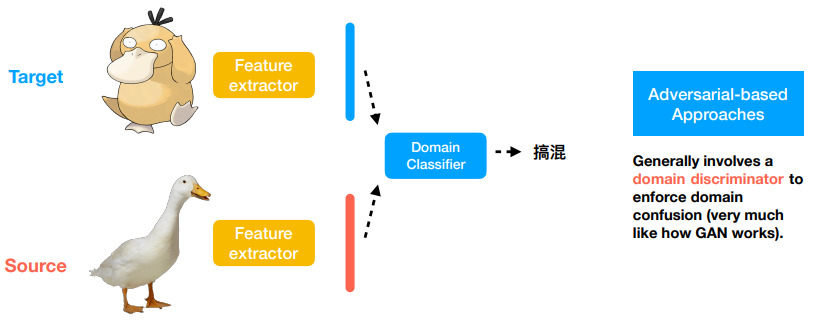 Target
Feature
extractor
Domain
Classifier
搞混
Source
Feature
extractor
Adversarial-based
Approaches
Generally involves a
domain discriminator to
enforce domain
confusion (very much
like how GAN works).